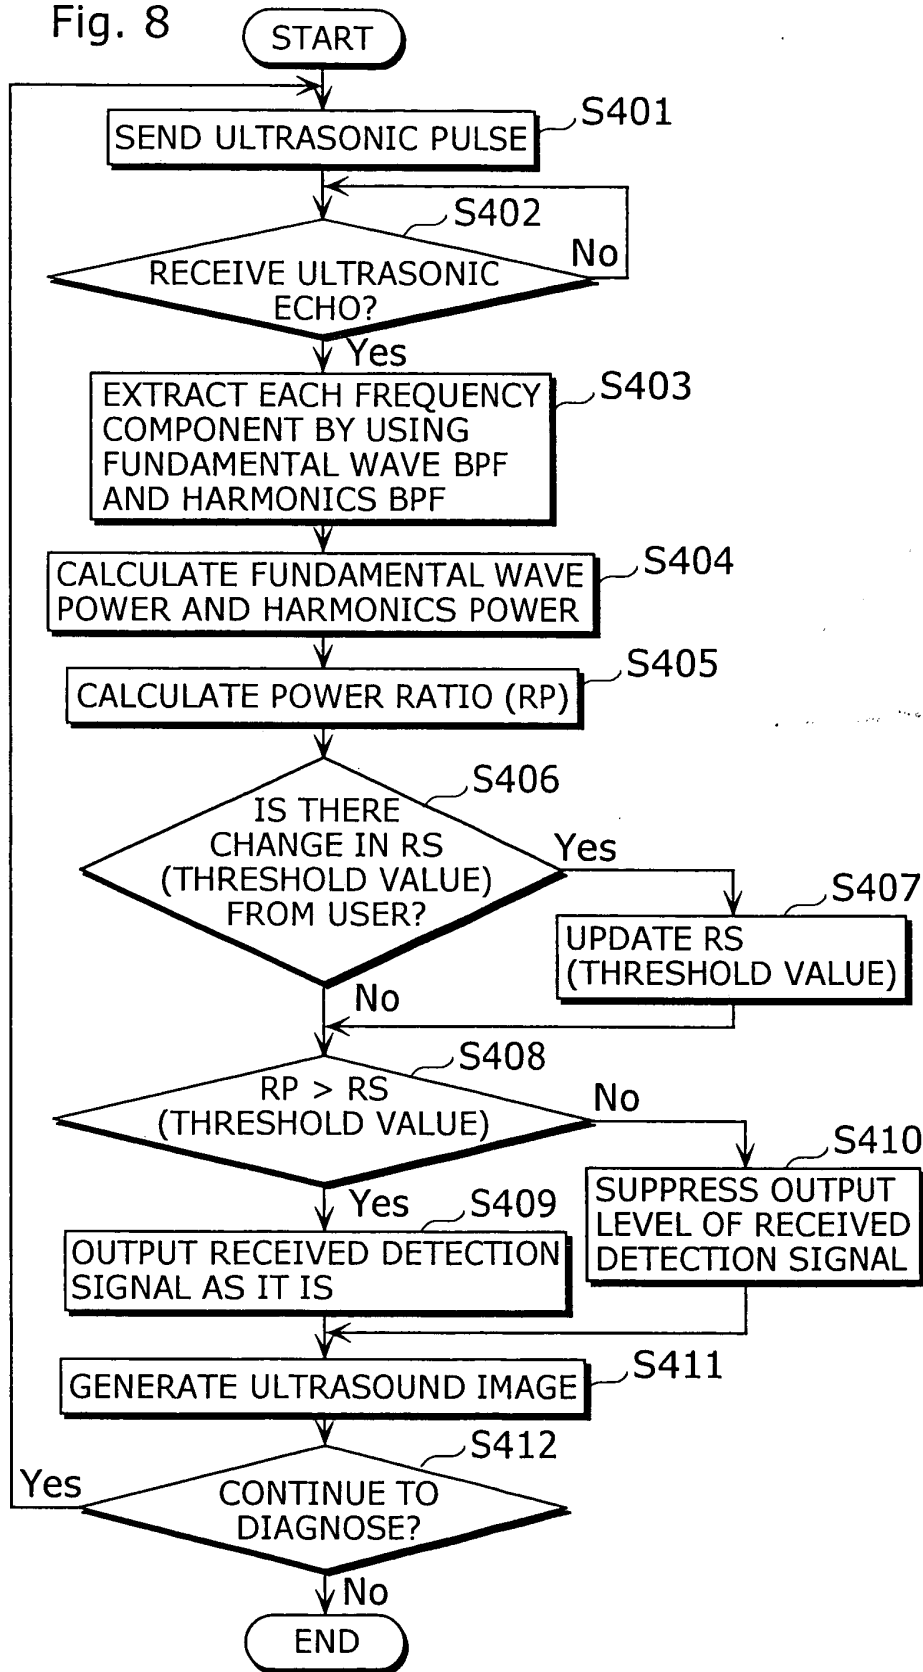 Fig. 8
START
SEND ULTRASONIC PULSE
S401
S402
RECEIVE ULTRASONIC
ECHO?
No
Yes
EXTRACT EACH FREQUENCY
COMPONENT BY USING
FUNDAMENTAL WAVE BPF
AND HARMONICS BPF
S403
CALCULATE FUNDAMENTAL WAVE
POWER AND HARMONICS POWER
S404
CALCULATE POWER RATIO (RP)
S405
S406
IS THERE
CHANGE IN RS
(THRESHOLD VALUE)
FROM USER?
Yes
S407
UPDATE RS
(THRESHOLD VALUE)
No
S408
RP > RS
(THRESHOLD VALUE)
No
S410
SUPPRESS OUTPUT
LEVEL OF RECEIVED
DETECTION SIGNAL
Yes
S409
OUTPUT RECEIVED DETECTION
SIGNAL AS IT IS
S411
GENERATE ULTRASOUND IMAGE
S412
CONTINUE TO
DIAGNOSE?
Yes
No
END